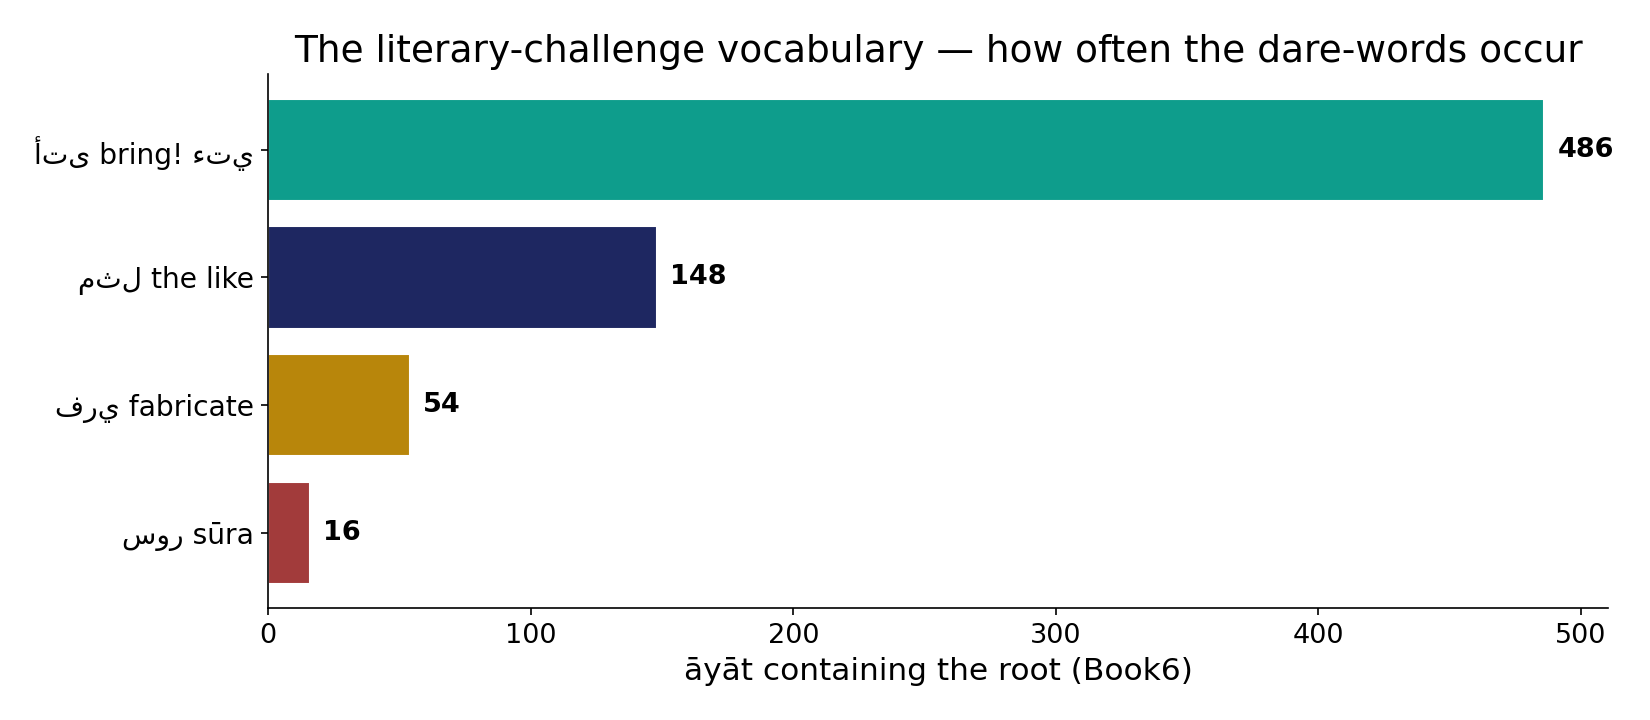 The literary-challenge vocabulary — how often the dare-words occur
أتى bring! ءتي
486
مثل the like
148
فري fabricate
54
سور sūra
16
0 100 200 300 400 500
āyāt containing the root (Book6)